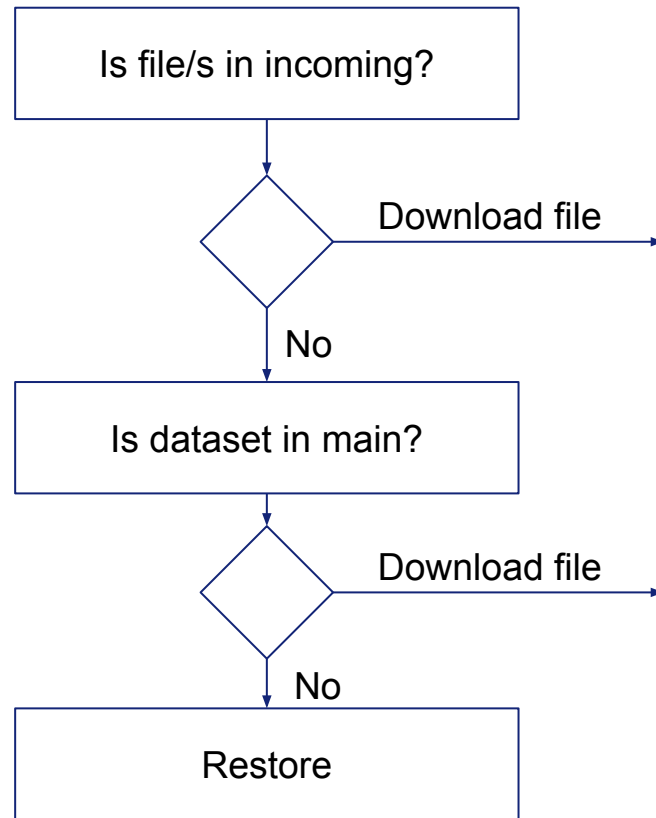 Is file/s in incoming?
Download file
No
Is dataset in main?
Download file
No
Restore